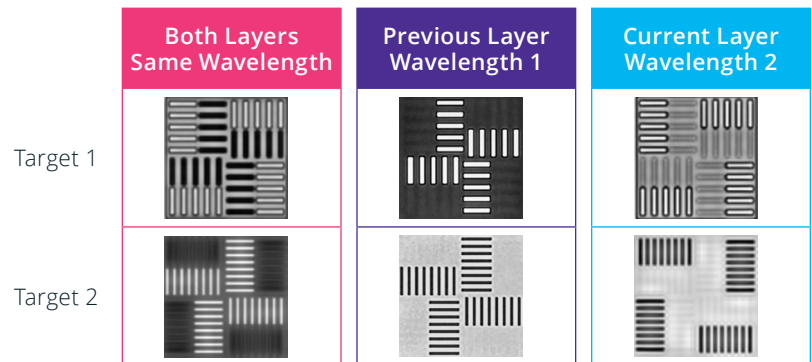 Both Layers
Same Wavelength
Previous Layer
Wavelength 1
Current Layer
Wavelength 2
Target 1
Target 2